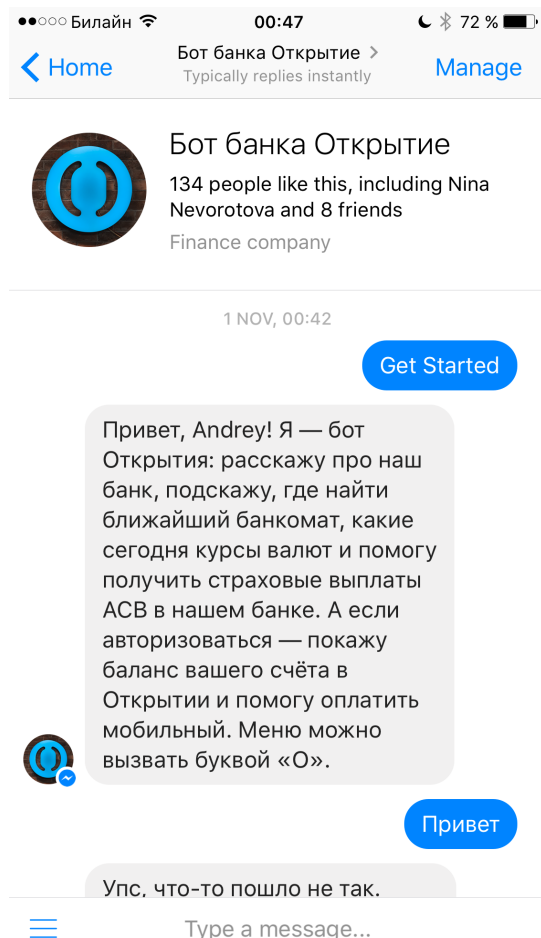 Билайн 00:47 72 %
Home Бот банка Открытие Manage
Typically replies instantly
Бот банка Открытие
134 people like this, including Nina
Nevorotova and 8 friends
Finance company
1 NOV, 00:42
Get Started
Привет, Andrey! Я — бот
Открытия: расскажу про наш
банк, подскажу, где найти
ближайший банкомат, какие
сегодня курсы валют и помогу
получить страховые выплаты
АСВ в нашем банке. А если
авторизоваться — покажу
баланс вашего счёта в
Открытии и помогу оплатить
мобильный. Меню можно
вызвать буквой «О».
Привет
Упс, что-то пошло не так.
Type a message...